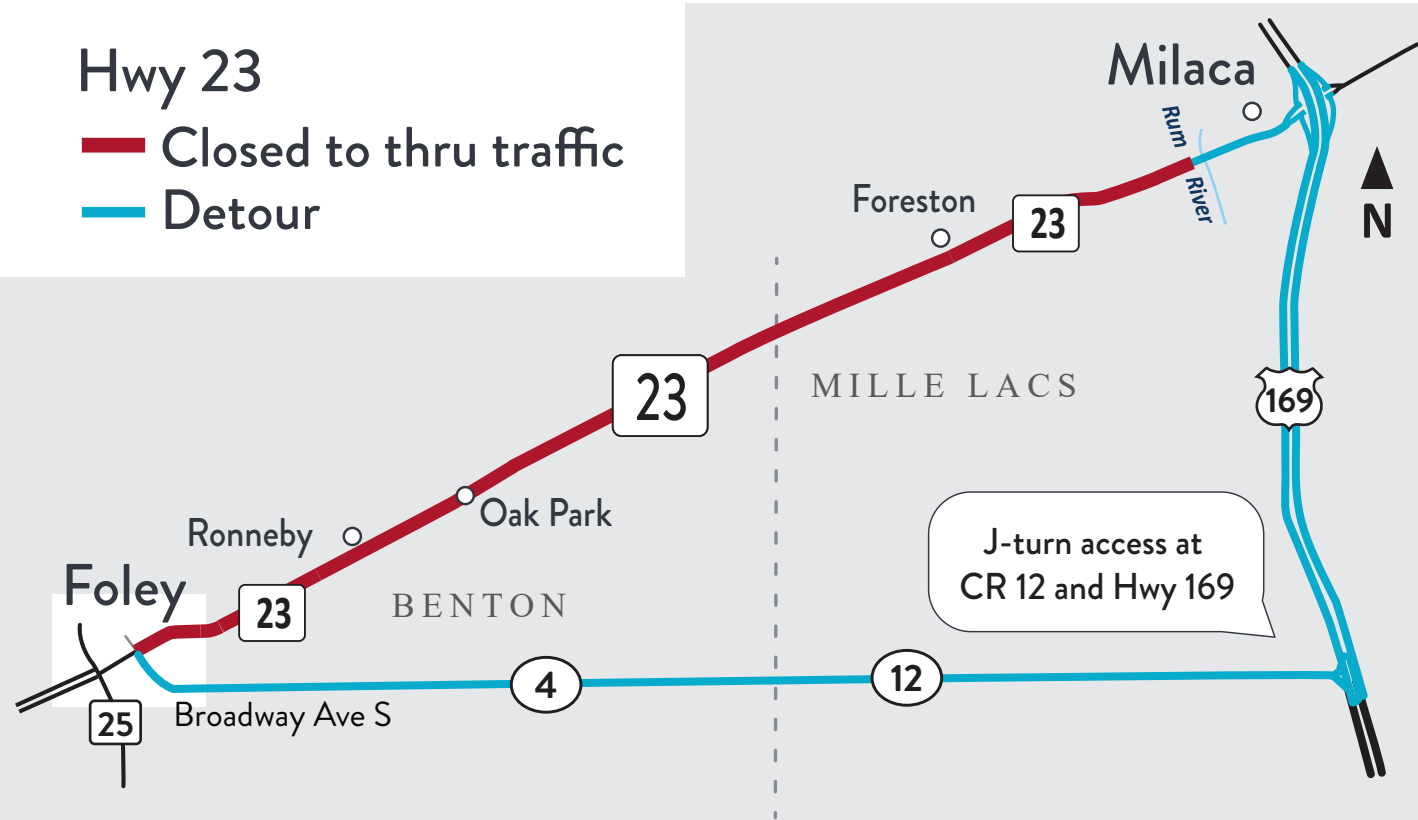 Hwy 23
Closed to thru traffic
Detour
Milaca
Rum
River
Foreston
23
N
23
MILLE LACS
169
Oak Park
Ronneby
J-turn access at
CR 12 and Hwy 169
Foley
23
BENTON
4
12
25
Broadway Ave S